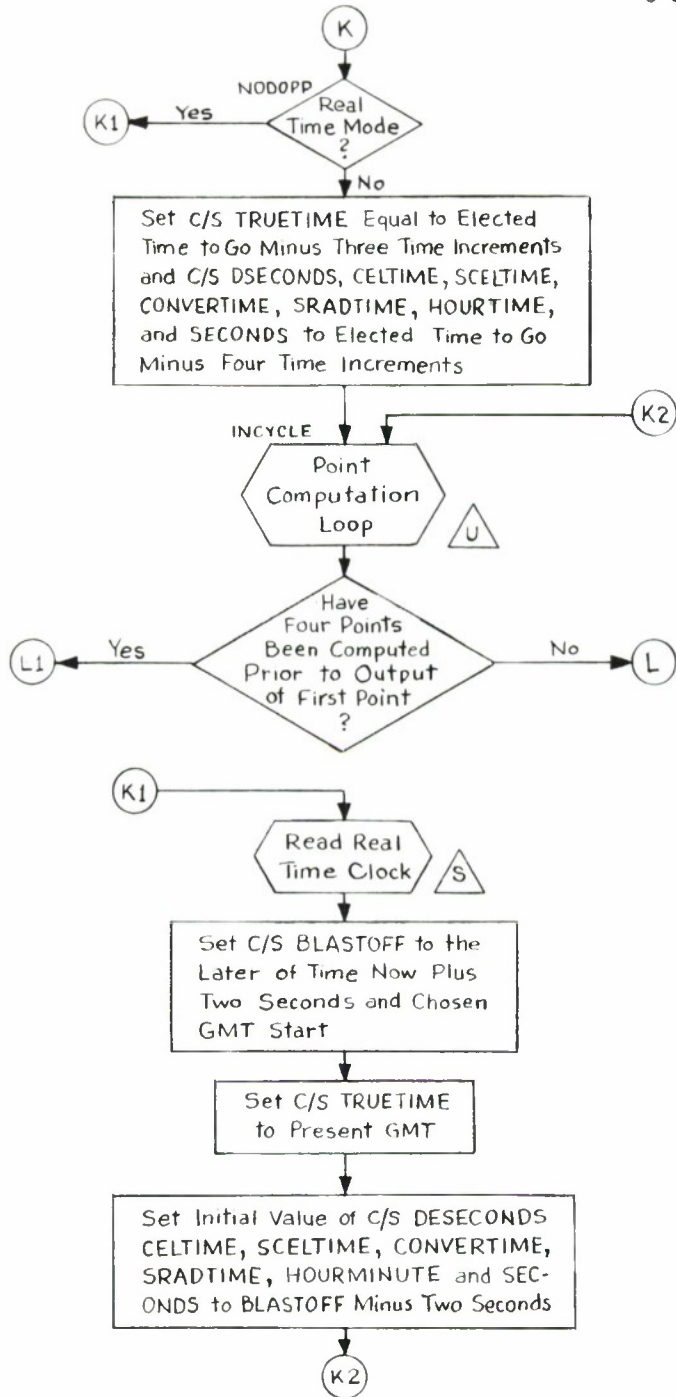 K
NODOPP
Real
Time Mode
?
Yes
K1
No
Set C/S TRUETIME Equal to Elected
Time to Go Minus Three Time Increments
and C/S DSECONDS, CELTIME, SCELTIME,
CONVERTIME, SRADTIME, HOURTIME,
and SECONDS to Elected Time to Go
Minus Four Time Increments
K2
INCYCLE
Point
Computation
Loop
U
Have
Four Points
Been Computed
Prior to Output
of First Point
?
Yes
L1
No
L
K1
Read Real
Time Clock
S
Set C/S BLASTOFF to the
Later of Time Now Plus
Two Seconds and Chosen
GMT Start
Set C/S TRUETIME
to Present GMT
Set Initial Value of C/S DESECONDS
CELTIME, SCELTIME, CONVERTIME,
SRADTIME, HOURMINUTE and SEC-
ONDS to BLASTOFF Minus Two Seconds
K2